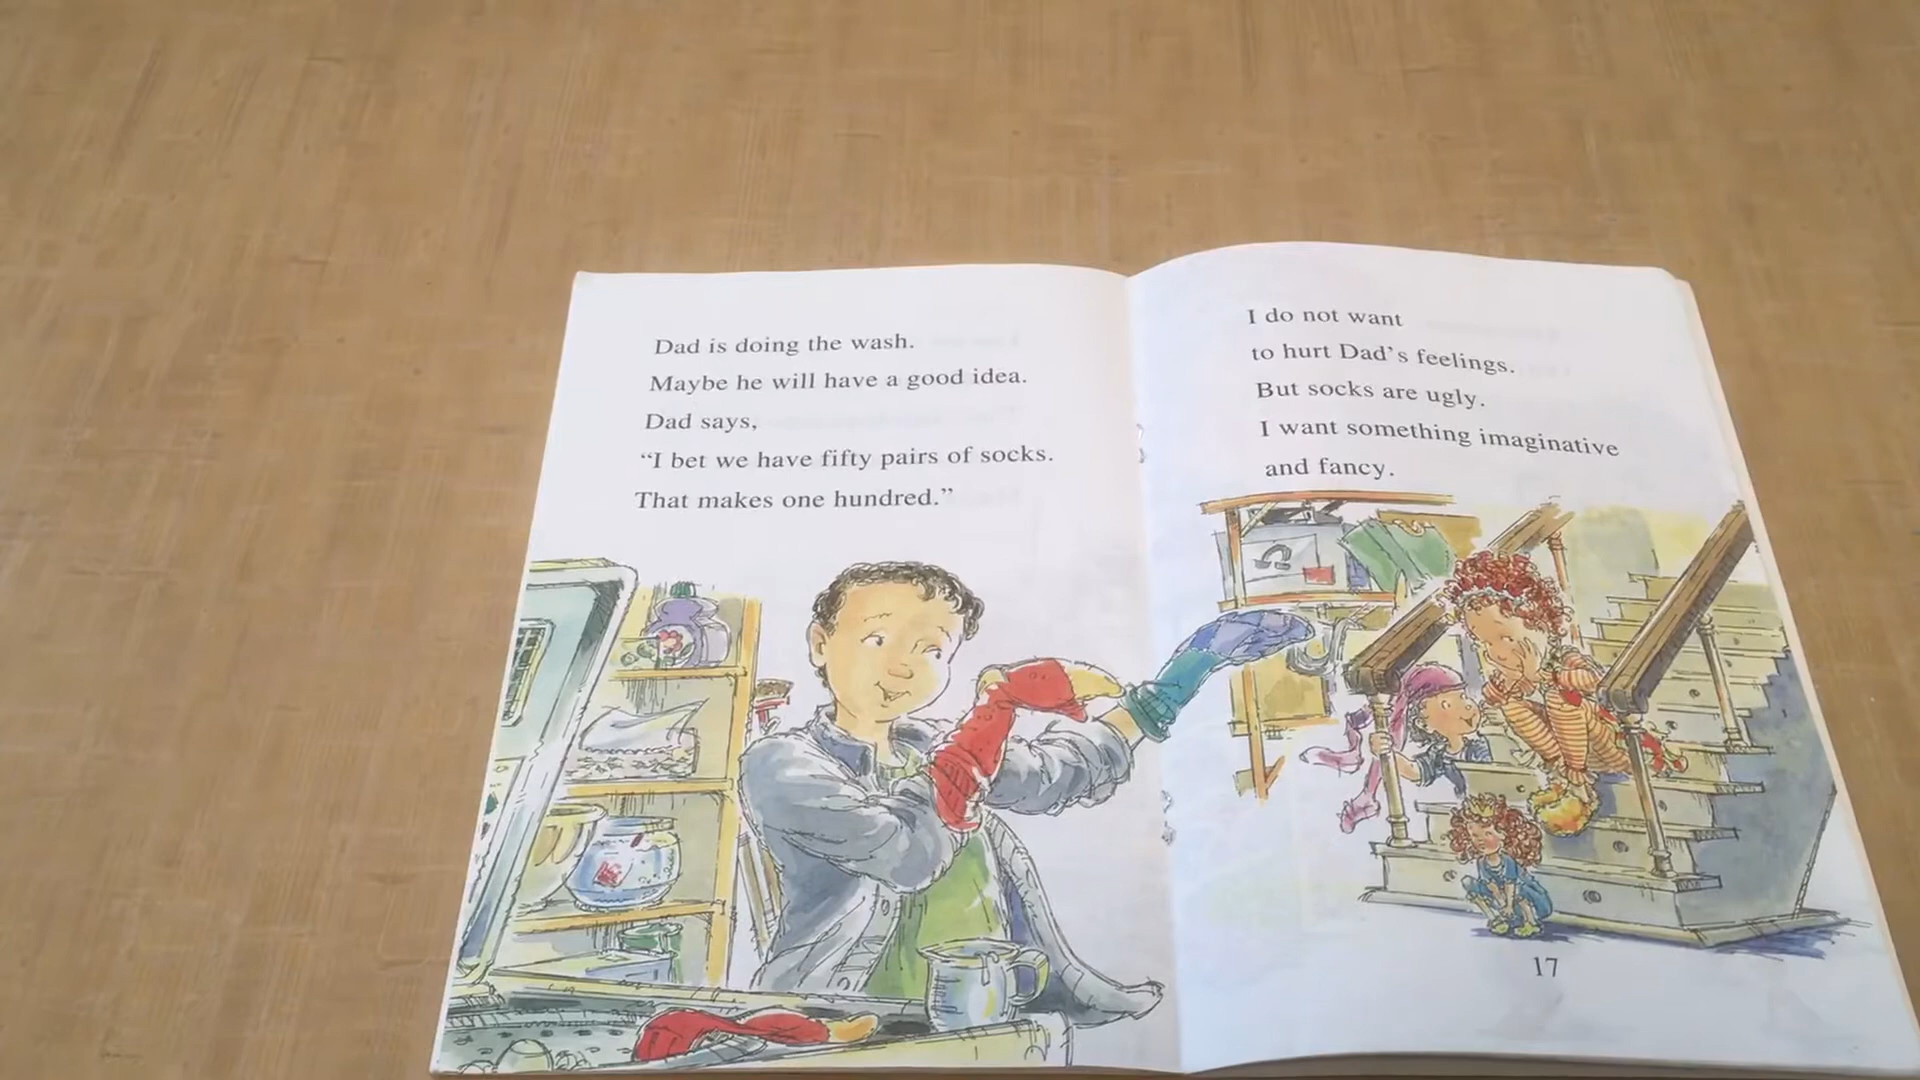 Dad is doing the wash.
Maybe he will have a good idea.
Dad says,
“I bet we have fifty pairs of socks.
That makes one hundred.”
I do not want
to hurt Dad’s feelings.
But socks are ugly.
I want something imaginative
and fancy.
17